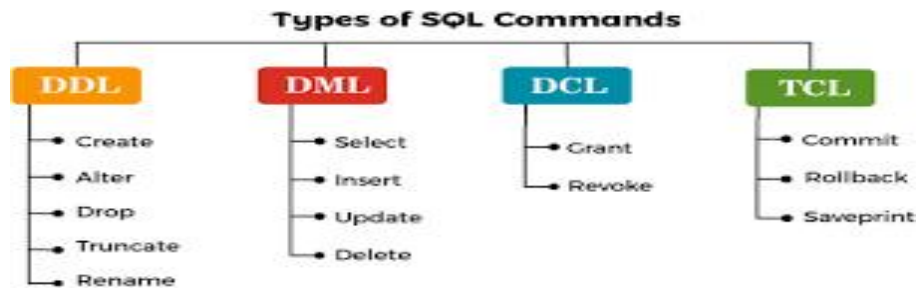 Types of SQL Commands
DDL
Create
Alter
Drop
Truncate
Rename
DML
Select
Insert
Update
Delete
DCL
Grant
Revoke
TCL
Commit
Rollback
Saveprint